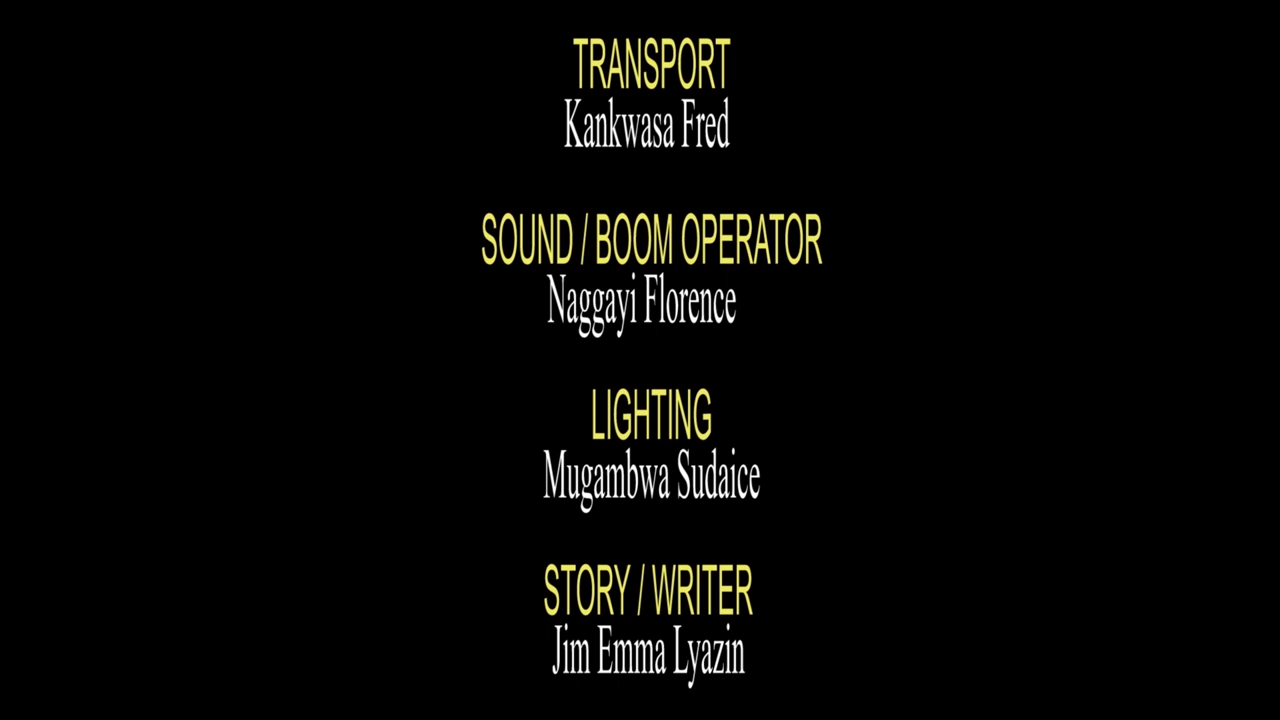 TRANSPORT
Kankwasa Fred
SOUND / BOOM OPERATOR
Naggayi Florence
LIGHTING
Mugambwa Sudaice
STORY / WRITER
Jim Emma Lyazin